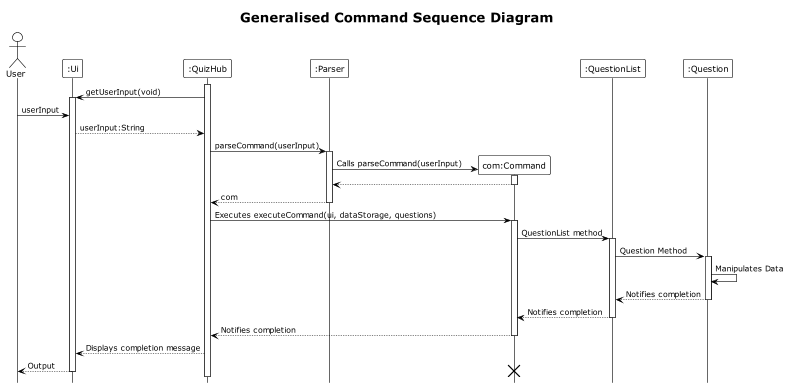 Generalised Command Sequence Diagram
User
:Ui
:QuizHub
:Parser
:QuestionList
:Question
getUserInput(void)
userInput
userInput:String
parseCommand(userInput)
Calls parseCommand(userInput)
com:Command
com
Executes executeCommand(ui, dataStorage, questions)
QuestionList method
Question Method
Manipulates Data
Notifies completion
Notifies completion
Notifies completion
Displays completion message
Output